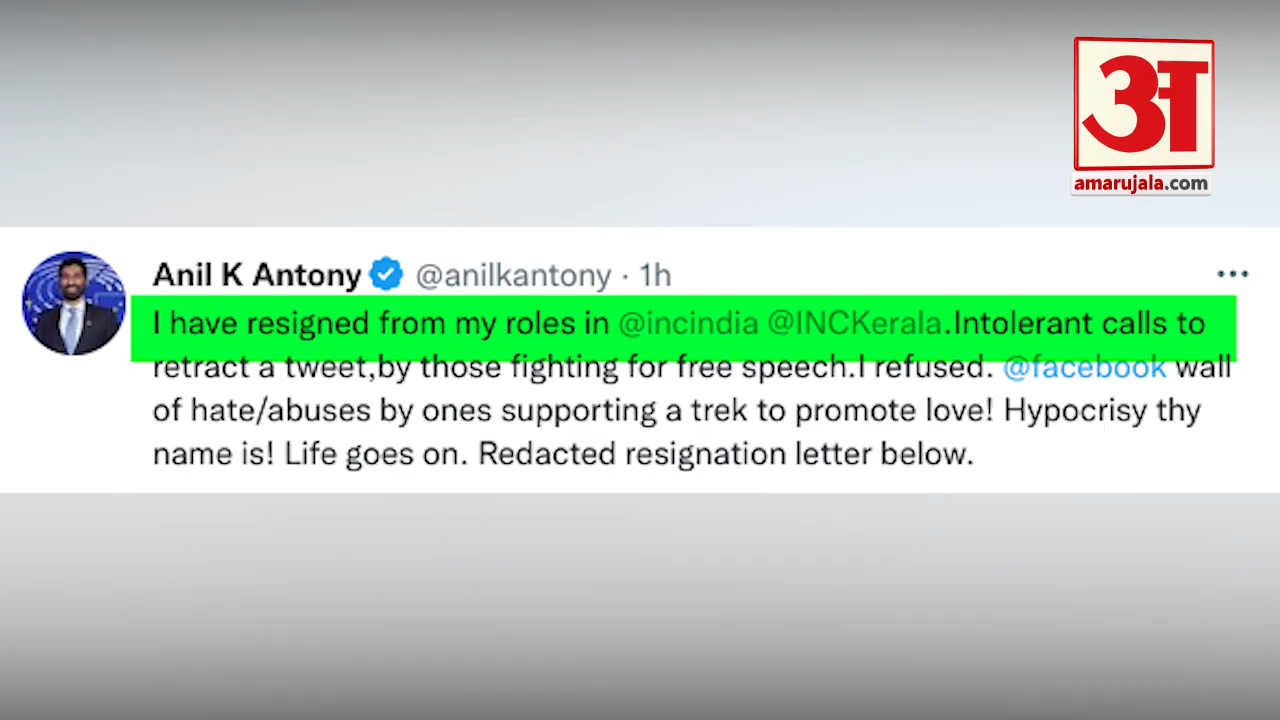 अ
amarujala.com
Anil K Antony @anilkantony · 1h
I have resigned from my roles in @incindia @INCKerala.Intolerant calls to
retract a tweet,by those fighting for free speech.I refused. @facebook wall
of hate/abuses by ones supporting a trek to promote love! Hypocrisy thy
name is! Life goes on. Redacted resignation letter below.